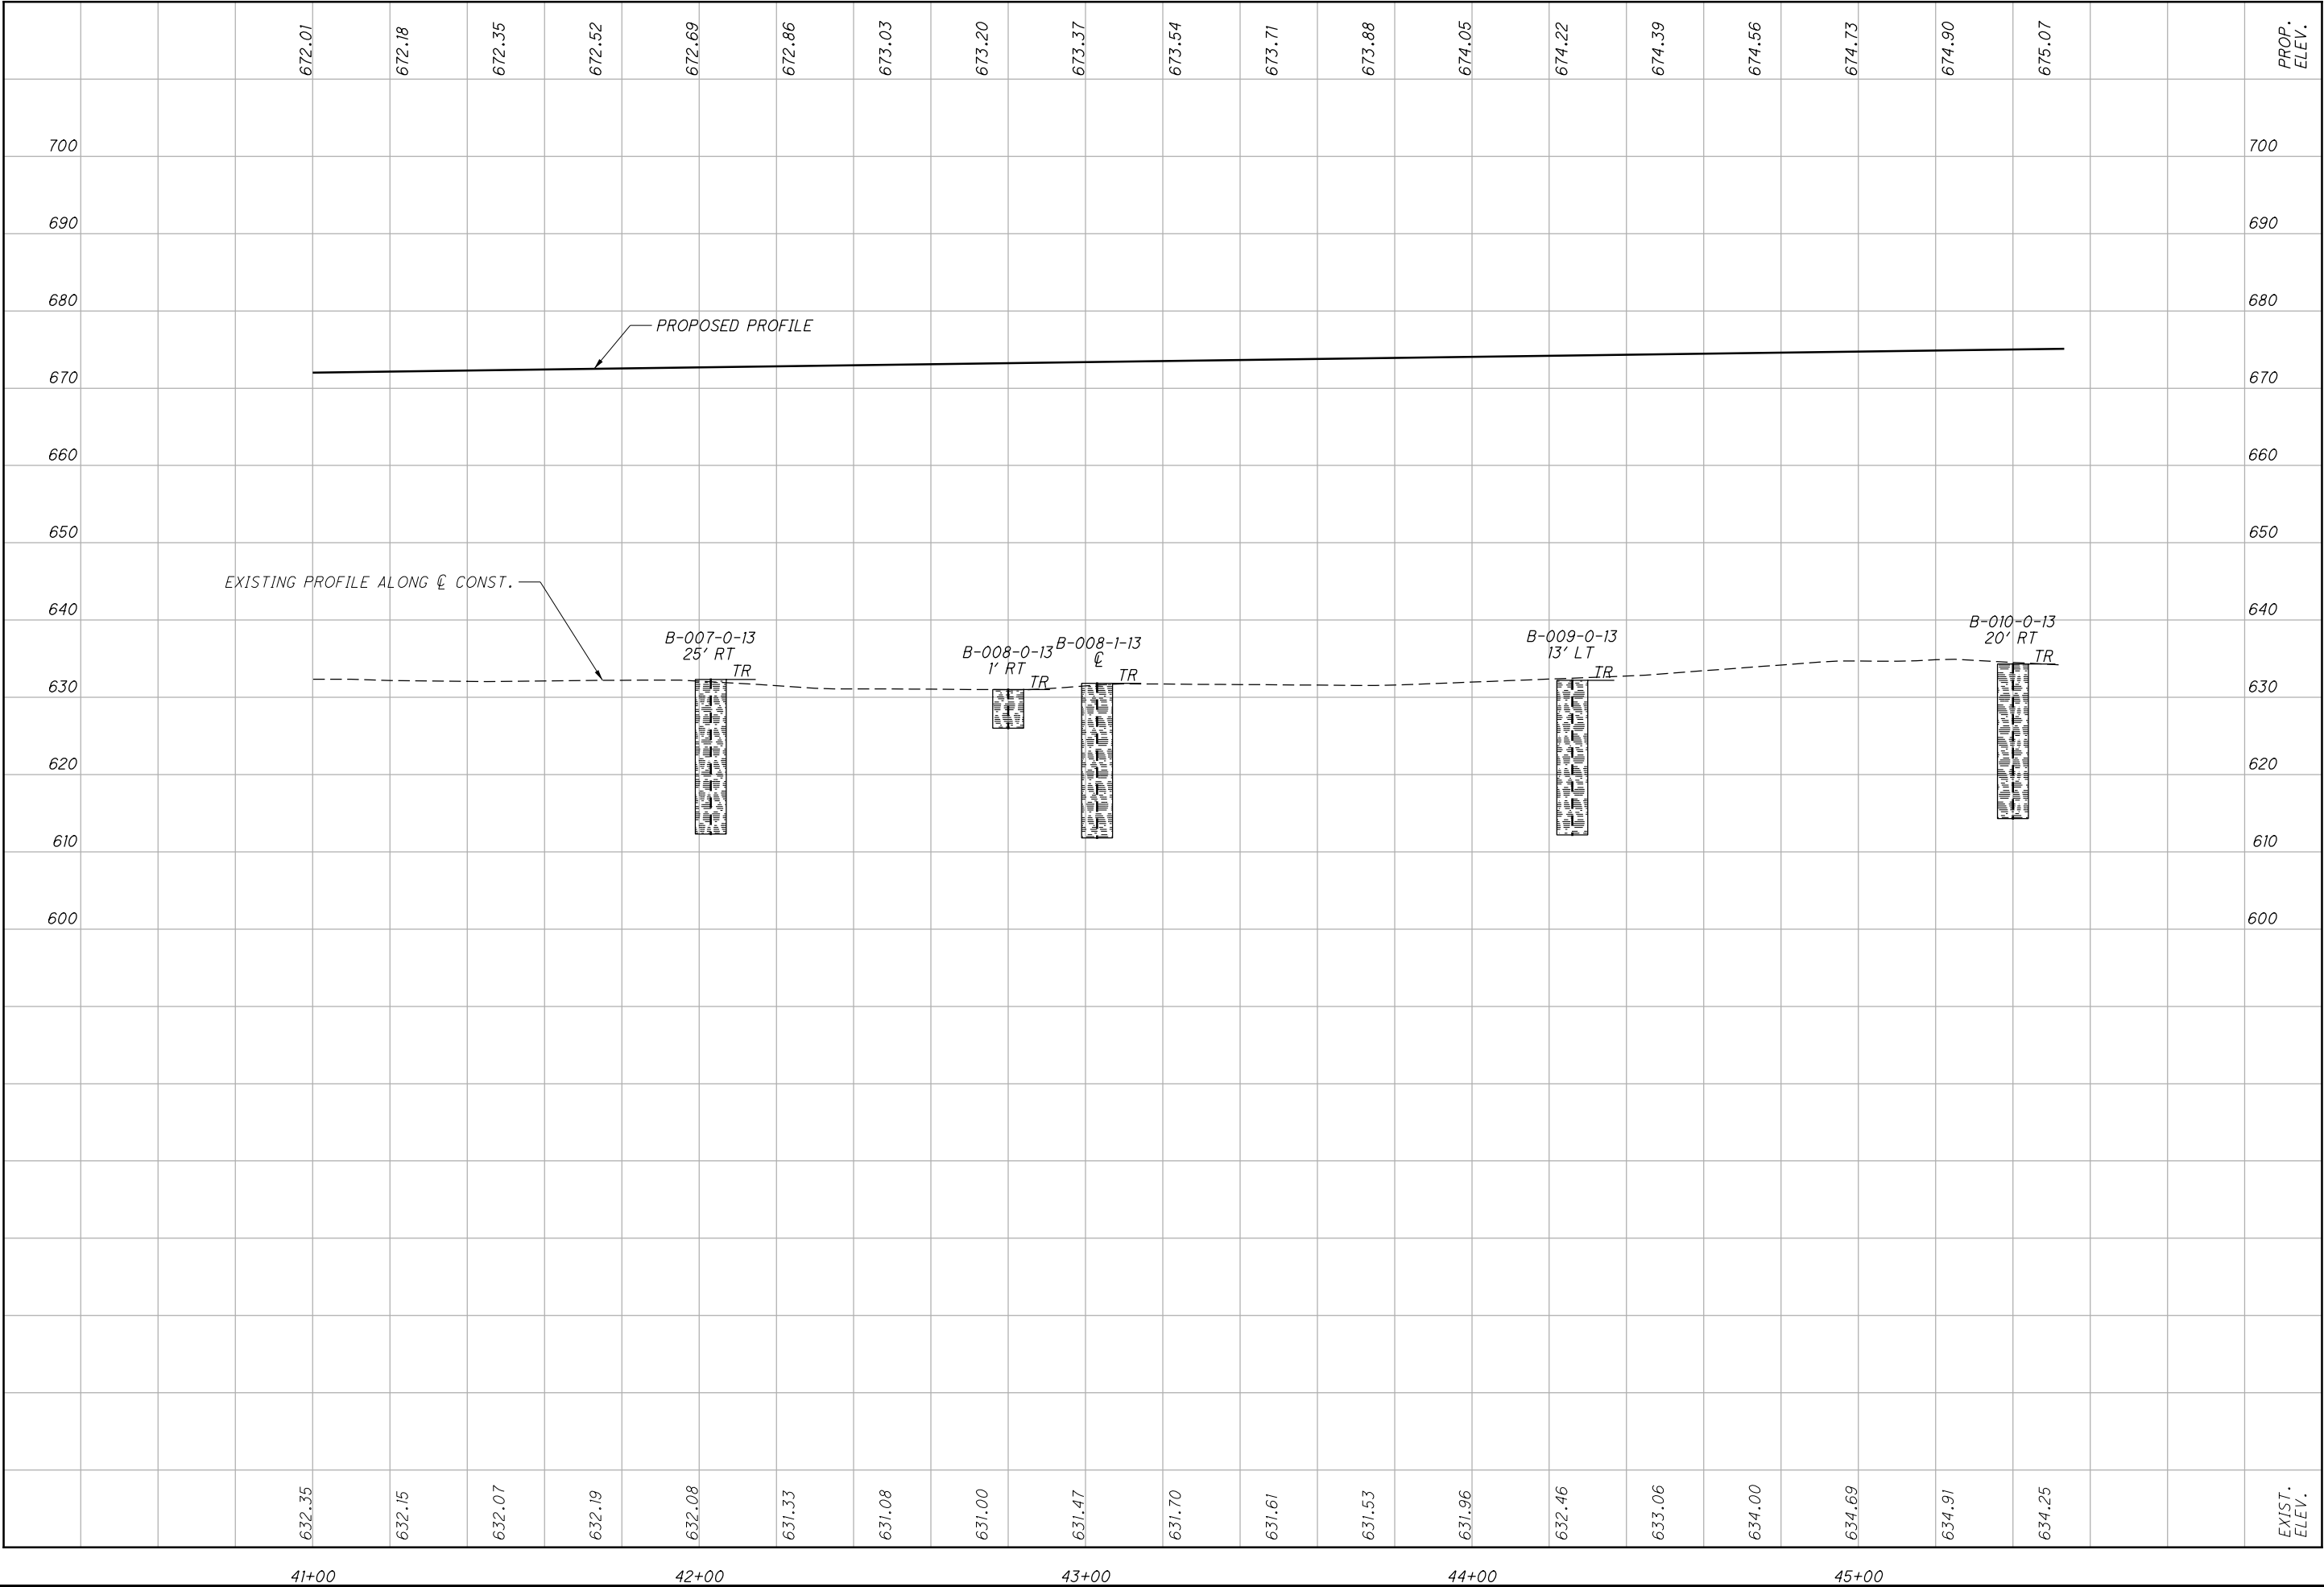 672.01 672.18 672.35 672.52 672.69 672.86 673.03 673.20 673.37 673.54 673.71 673.88 674.05 674.22 674.39 674.56 674.73 674.90 675.07
PROP.
ELEV.
700 700
690 690
680 680
PROPOSED PROFILE
670 670
660 660
650 650
EXISTING PROFILE ALONG ℄ CONST.
640 640
B-007-0-13
25' RT
TR
B-008-0-13
1' RT
TR
B-008-1-13
℄
TR
B-009-0-13
13' LT
TR
B-010-0-13
20' RT
TR
630 630
620 620
610 610
600 600
632.35 632.15 632.07 632.19 632.08 631.33 631.08 631.00 631.47 631.70 631.61 631.53 631.96 632.46 633.06 634.00 634.69 634.91 634.25
EXIST.
ELEV.
41+00 42+00 43+00 44+00 45+00